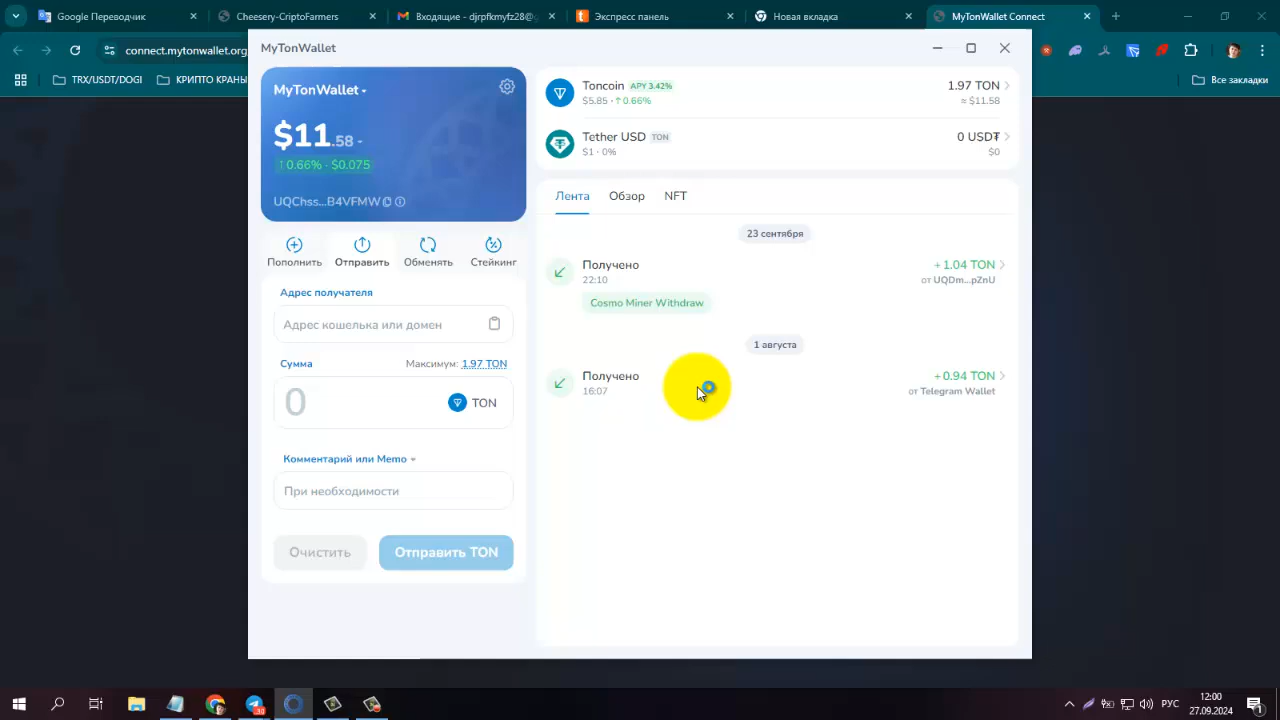 Google Переводчик
Cheesery-CriptoFarmers
Входящие - djrpfkmyfz28@g
Экспресс панель
Новая вкладка
MyTonWallet Connect
connect.mytonwallet.org
TRX/USDT/DOGI
КРИПТО КРАНЫ
Все закладки
MyTonWallet
MyTonWallet
$11.58
↑ 0.66% · $0.075
UQChss...B4VFMW
Пополнить
Отправить
Обменять
Стейкинг
Адрес получателя
Адрес кошелька или домен
Сумма
Максимум: 1.97 TON
0
TON
Комментарий или Memo
При необходимости
Очистить
Отправить TON
Toncoin APY 3.42%
1.97 TON
$5.85 · ↑ 0.66%
≈ $11.58
Tether USD TON
0 USD₮
$1 · 0%
$0
Лента
Обзор
NFT
23 сентября
Получено
+ 1.04 TON
22:10
от UQDm...pZnU
Cosmo Miner Withdraw
1 августа
Получено
+ 0.94 TON
16:07
от Telegram Wallet
РУС
12:00
27.09.2024